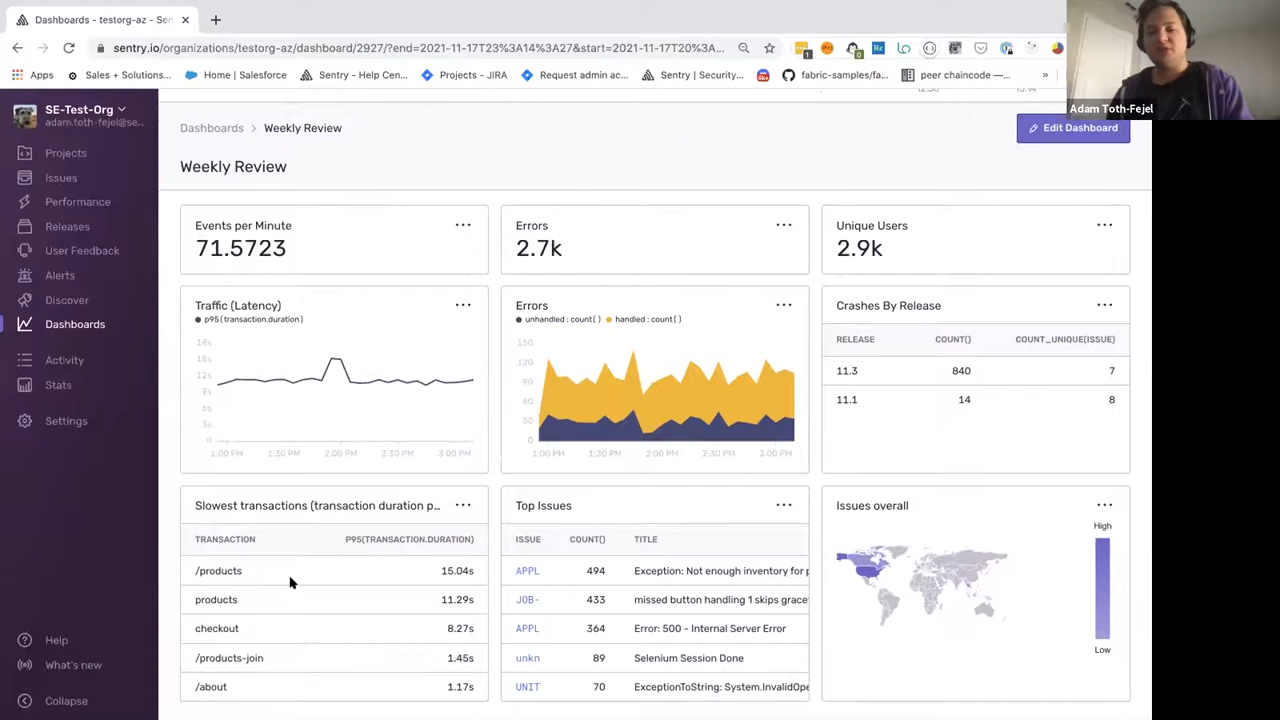 Dashboards - testorg-az - Sen
sentry.io/organizations/testorg-az/dashboard/2927/?end=2021-11-17T23%3A14%3A27&start=2021-11-17T20%3A...
Apps
Sales + Solutions...
Home | Salesforce
Sentry - Help Cen...
Projects - JIRA
Request admin ac...
Sentry | Security...
fabric-samples/fa...
peer chaincode...
»
Adam Toth-Fejel
SE-Test-Org
adam.toth-fejel@se...
Projects
Issues
Performance
Releases
User Feedback
Alerts
Discover
Dashboards
Activity
Stats
Settings
Help
What's new
Collapse
Dashboards > Weekly Review
Edit Dashboard
Weekly Review
Events per Minute
71.5723
Errors
2.7k
Unique Users
2.9k
Traffic (Latency)
p95(transaction.duration)
18s
15s
12s
9s
6s
3s
0
1:00 PM 1:30 PM 2:00 PM 2:30 PM 3:00 PM
Errors
unhandled : count() handled : count()
150
120
90
60
30
0
1:00 PM 1:30 PM 2:00 PM 2:30 PM 3:00 PM
Crashes By Release
RELEASE COUNT() COUNT_UNIQUE(ISSUE)
11.3 840 7
11.1 14 8
Slowest transactions (transaction duration p...
TRANSACTION P95(TRANSACTION.DURATION)
/products 15.04s
products 11.29s
checkout 8.27s
/products-join 1.45s
/about 1.17s
Top Issues
ISSUE COUNT() TITLE
APPL 494 Exception: Not enough inventory for p
JOB- 433 missed button handling 1 skips grace
APPL 364 Error: 500 - Internal Server Error
unkn 89 Selenium Session Done
UNIT 70 ExceptionToString: System.InvalidOpe
Issues overall
High
Low